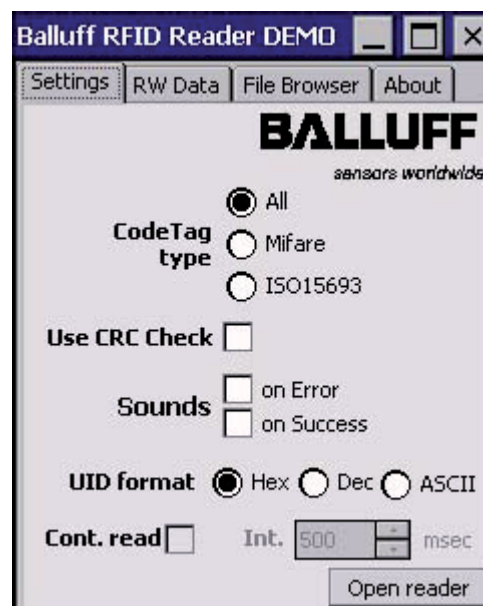 Balluff RFID Reader DEMO
Settings RW Data File Browser About
BALLUFF
sensors worldwide
All
CodeTag type
Mifare
ISO15693
Use CRC Check
Sounds
on Error
on Success
UID format Hex Dec ASCII
Cont. read Int. 500 msec
Open reader